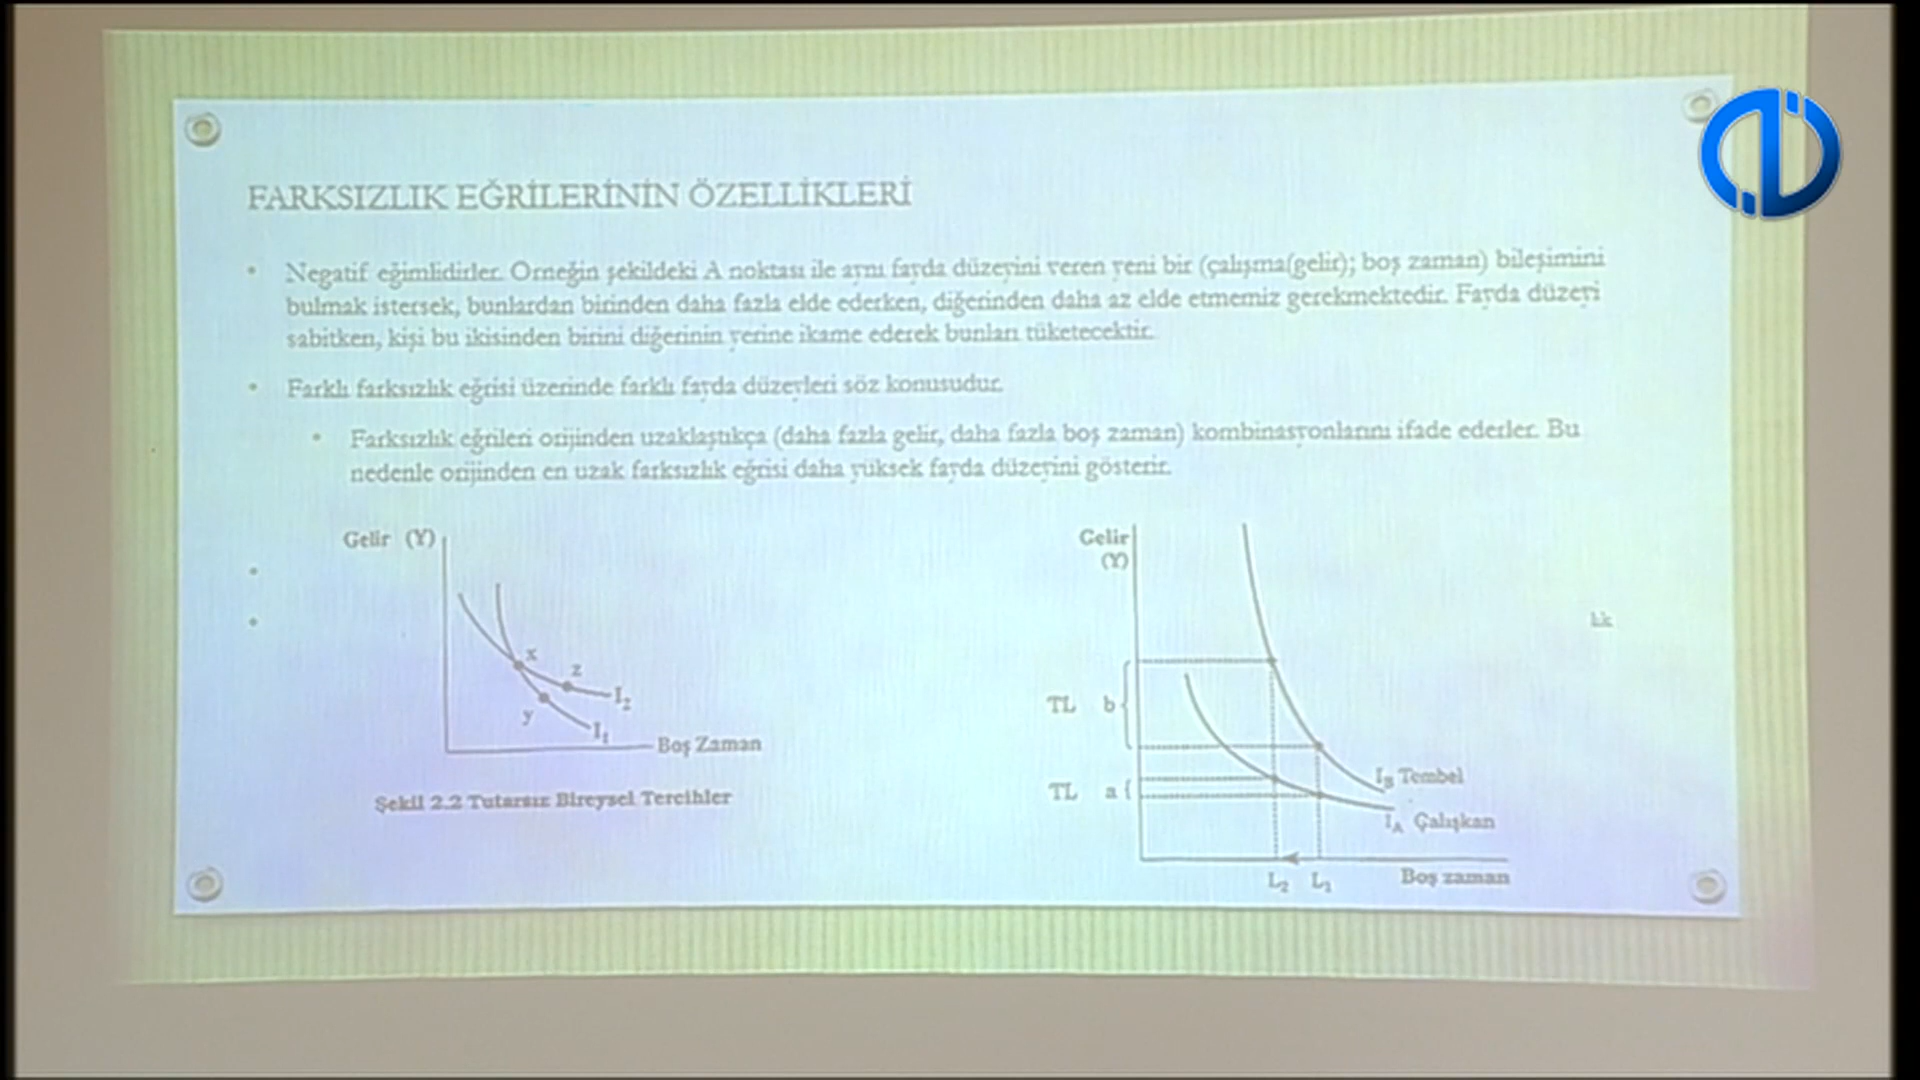 FARKSIZLIK EĞRİLERİNİN ÖZELLİKLERİ
• Negatif eğimlidirler. Örneğin şekildeki A noktası ile aynı fayda düzeyini veren yeni bir (çalışma(gelir); boş zaman) bileşimini
bulmak istersek, bunlardan birinden daha fazla elde ederken, diğerinden daha az elde etmemiz gerekmektedir. Fayda düzeyi
sabitken, kişi bu ikisinden birini diğerinin yerine ikame ederek bunları tüketecektir.
• Farklı farksızlık eğrisi üzerinde farklı fayda düzeyleri söz konusudur.
• Farksızlık eğrileri orijinden uzaklaştıkça (daha fazla gelir, daha fazla boş zaman) kombinasyonlarını ifade ederler. Bu
nedenle orijinden en uzak farksızlık eğrisi daha yüksek fayda düzeyini gösterir.
Gelir (Y)
x
z
y
I₂
I₁
Boş Zaman
Şekil 2.2 Tutarsız Bireysel Tercihler
Gelir
(Y)
TL b
TL a
I_B Tembel
I_A Çalışkan
L₂ L₁
Boş zaman